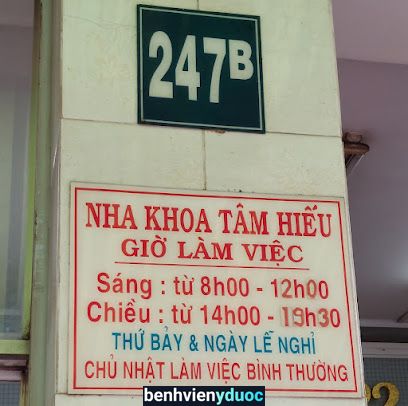 247B
NHA KHOA TÂM HIẾU
GIỜ LÀM VIỆC
Sáng : từ 8h00 - 12h00
Chiều : từ 14h00 - 19h30
THỨ BẢY & NGÀY LỄ NGHỈ
CHỦ NHẬT LÀM VIỆC BÌNH THƯỜNG
benhvienyduoc